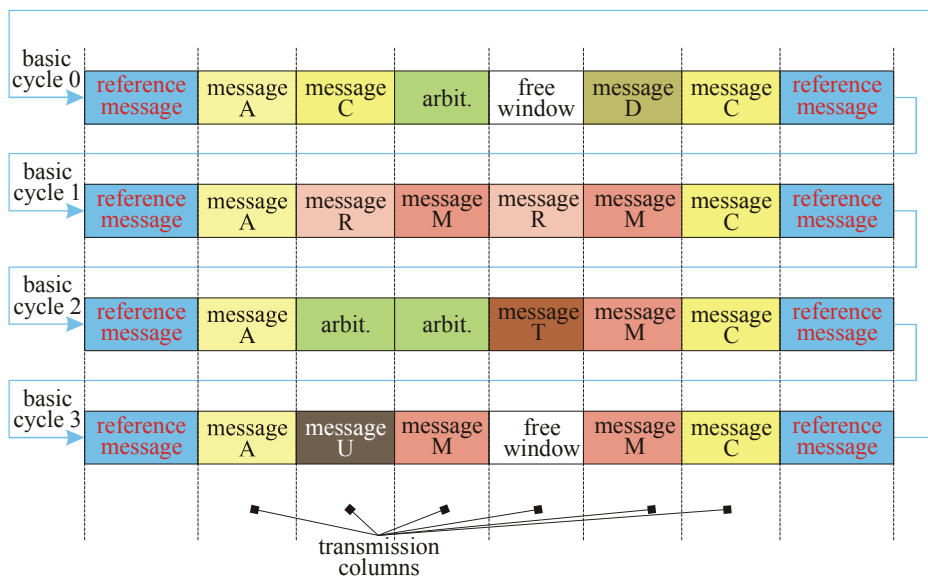 basic
cycle 0
reference
message
message
A
message
C
arbit.
free
window
message
D
message
C
reference
message
basic
cycle 1
reference
message
message
A
message
R
message
M
message
R
message
M
message
C
reference
message
basic
cycle 2
reference
message
message
A
arbit.
arbit.
message
T
message
M
message
C
reference
message
basic
cycle 3
reference
message
message
A
message
U
message
M
free
window
message
M
message
C
reference
message
transmission
columns